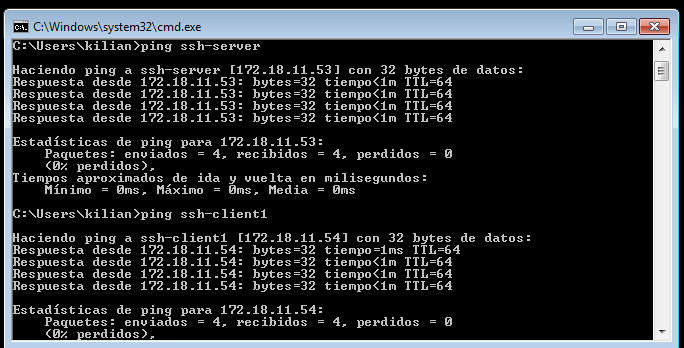 C:\Windows\system32\cmd.exe
C:\Users\kilian>ping ssh-server
Haciendo ping a ssh-server [172.18.11.53] con 32 bytes de datos:
Respuesta desde 172.18.11.53: bytes=32 tiempo<1m TTL=64
Respuesta desde 172.18.11.53: bytes=32 tiempo<1m TTL=64
Respuesta desde 172.18.11.53: bytes=32 tiempo<1m TTL=64
Respuesta desde 172.18.11.53: bytes=32 tiempo<1m TTL=64
Estadísticas de ping para 172.18.11.53:
Paquetes: enviados = 4, recibidos = 4, perdidos = 0
(0% perdidos),
Tiempos aproximados de ida y vuelta en milisegundos:
Mínimo = 0ms, Máximo = 0ms, Media = 0ms
C:\Users\kilian>ping ssh-client1
Haciendo ping a ssh-client1 [172.18.11.54] con 32 bytes de datos:
Respuesta desde 172.18.11.54: bytes=32 tiempo=1ms TTL=64
Respuesta desde 172.18.11.54: bytes=32 tiempo<1m TTL=64
Respuesta desde 172.18.11.54: bytes=32 tiempo<1m TTL=64
Respuesta desde 172.18.11.54: bytes=32 tiempo<1m TTL=64
Estadísticas de ping para 172.18.11.54:
Paquetes: enviados = 4, recibidos = 4, perdidos = 0
(0% perdidos),